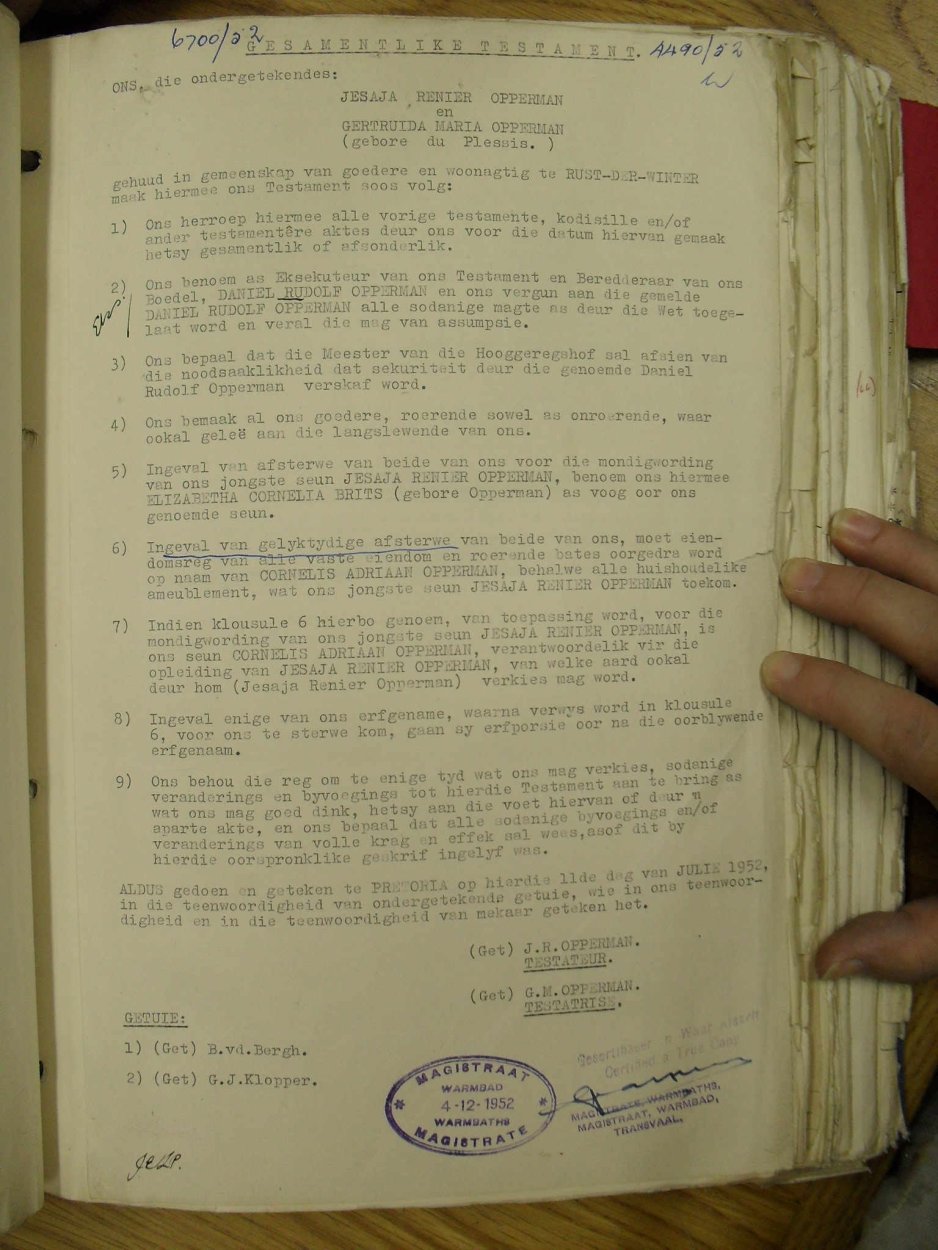 6700/52
GESAMENTLIKE TESTAMENT.
A490/52
ONS, die ondergetekendes:
JESAJA RENIER OPPERMAN
en
GERTRUIDA MARIA OPPERMAN
(gebore du Plessis. )
gehuud in gemeenskap van goedere en woonagtig te RUST-DER-WINTER
maak hiermee ons Testament soos volg:
1) Ons herroep hiermee alle vorige testamente, kodisille en/of
ander testamentêre aktes deur ons voor die datum hiervan gemaak
hetsy gesamentlik of afsonderlik.
2) Ons benoem as Eksekuteur van ons Testament en Beredderaar van ons
Boedel, DANIEL RUDOLF OPPERMAN en ons vergun aan die gemelde
DANIEL RUDOLF OPPERMAN alle sodanige magte as deur die Wet toege-
laat word en veral die mag van assumpsie.
3) Ons bepaal dat die Meester van die Hooggeregshof sal afsien van
die noodsaaklikheid dat sekuriteit deur die genoemde Daniel
Rudolf Opperman verskaf word.
4) Ons bemaak al ons goedere, roerende sowel as onroerende, waar
ookal geleë aan die langslewende van ons.
5) Ingeval van afsterwe van beide van ons voor die mondigwording
van ons jongste seun JESAJA RENIER OPPERMAN, benoem ons hiermee
ELIZABETHA CORNELIA BRITS (gebore Opperman) as voog oor ons
genoemde seun.
6) Ingeval van gelyktydige afsterwe van beide van ons, moet eien-
domsreg van alle vaste eiendom en roerende bates oorgedra word
op naam van CORNELIS ADRIAAN OPPERMAN, behalwe alle huishoudelike
ameublement, wat ons jongste seun JESAJA RENIER OPPERMAN toekom.
7) Indien klousule 6 hierbo genoem, van toepassing word, voor die
mondigwording van ons jongste seun JESAJA RENIER OPPERMAN, is
ons seun CORNELIS ADRIAAN OPPERMAN, verantwoordelik vir die
opleiding van JESAJA RENIER OPPERMAN, van welke aard ookal
deur hom (Jesaja Renier Opperman) verkies mag word.
8) Ingeval enige van ons erfgename, waarna verwys word in klousule
6, voor ons te sterwe kom, gaan sy erfporsie oor na die oorblywende
erfgenaam.
9) Ons behou die reg om te enige tyd wat ons mag verkies, sodanige
veranderings en byvoegings tot hierdie Testament aan te bring as
wat ons mag goed dink, hetsy aan die voet hiervan of deur 'n
aparte akte, en ons bepaal dat alle sodanige byvoegings en/of
veranderings van volle krag en effek sal wees,asof dit by
hierdie oorspronklike geskrif ingelyf was.
ALDUS gedoen en geteken te PRETORIA op hierdie 11de dag van JULIE 1952,
in die teenwoordigheid van ondergetekende getuie, wie in ons teenwoor-
digheid en in die teenwoordigheid van mekaar geteken het.
(Get) J.R.OPPERMAN.
TESTATEUR.
(Get) G.M.OPPERMAN.
TESTATRISE.
GETUIE:
1) (Get) B.vd.Bergh.
2) (Get) G.J.Klopper.
MAGISTRAAT
WARMBAD
4-12-1952
WARMBATHS
MAGISTRATE
Certified a True Copy
MAGISTRATE, WARMBATHS,
MAGISTRAAT, WARMBAD,
TRANSVAAL.